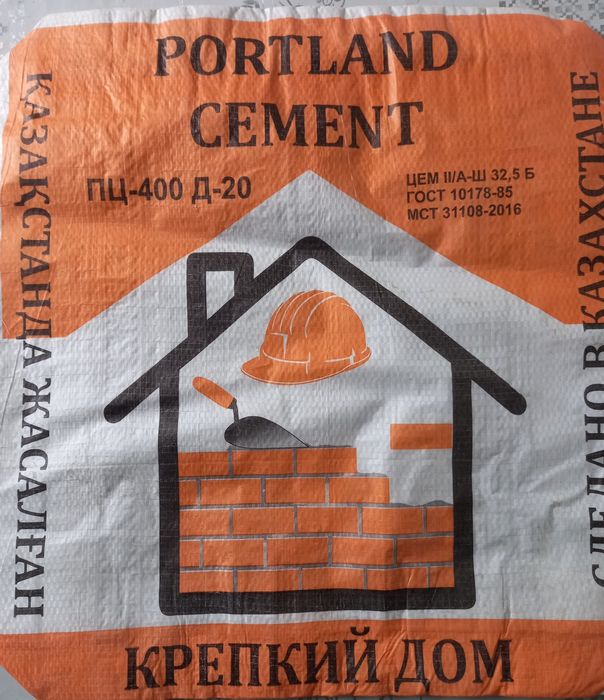 PORTLAND
CEMENT
ПЦ-400 Д-20
ЦЕМ II/А-Ш 32,5 Б
ГОСТ 10178-85
МСТ 31108-2016
ҚАЗАҚСТАНДА ЖАСАЛҒАН
СДЕЛАНО В КАЗАХСТАНЕ
КРЕПКИЙ ДОМ